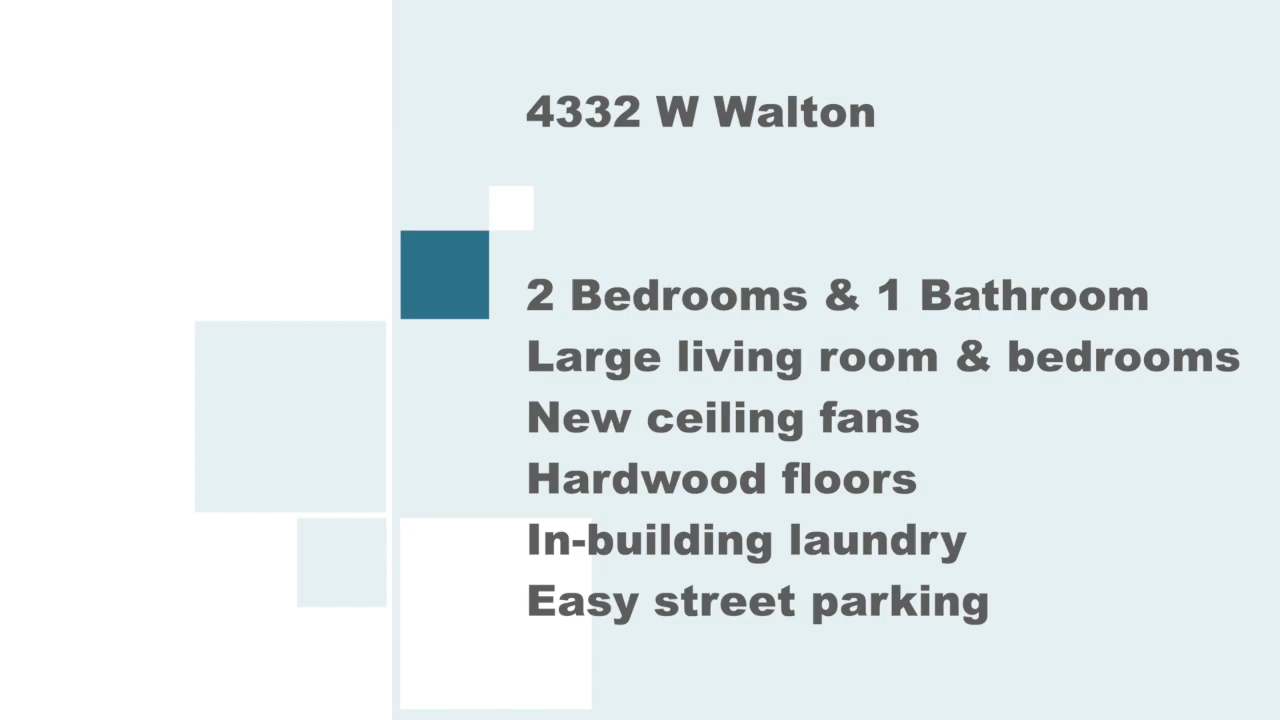 4332 W Walton
2 Bedrooms & 1 Bathroom
Large living room & bedrooms
New ceiling fans
Hardwood floors
In-building laundry
Easy street parking